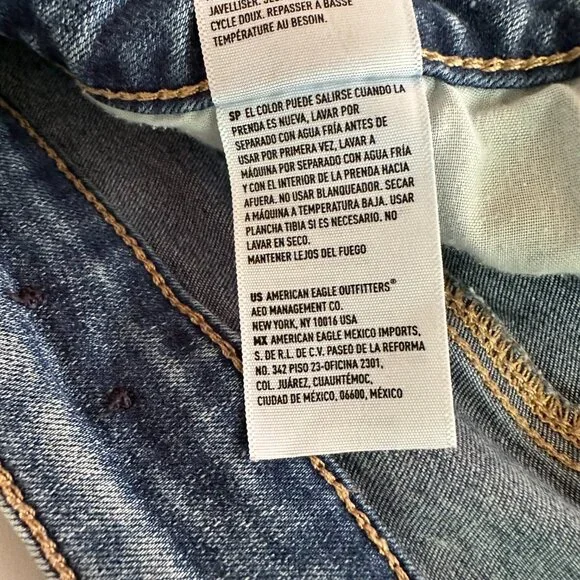 CYCLE DOUX. REPASSER À BASSE
TEMPÉRATURE AU BESOIN.
SP EL COLOR PUEDE SALIRSE CUANDO LA
PRENDA ES NUEVA, LAVAR POR
SEPARADO CON AGUA FRÍA ANTES DE
USAR POR PRIMERA VEZ, LAVAR A
MÁQUINA POR SEPARADO CON AGUA FRÍA
Y CON EL INTERIOR DE LA PRENDA HACIA
AFUERA. NO USAR BLANQUEADOR. SECAR
A MÁQUINA A TEMPERATURA BAJA. USAR
PLANCHA TIBIA SI ES NECESARIO. NO
LAVAR EN SECO.
MANTENER LEJOS DEL FUEGO
US AMERICAN EAGLE OUTFITTERS®
AEO MANAGEMENT CO.
NEW YORK, NY 10016 USA
MX AMERICAN EAGLE MEXICO IMPORTS,
S. DE R.L. DE C.V. PASEO DE LA REFORMA
NO. 342 PISO 23-OFICINA 2301,
COL. JUÁREZ, CUAUHTÉMOC,
CIUDAD DE MÉXICO, 06600, MÉXICO